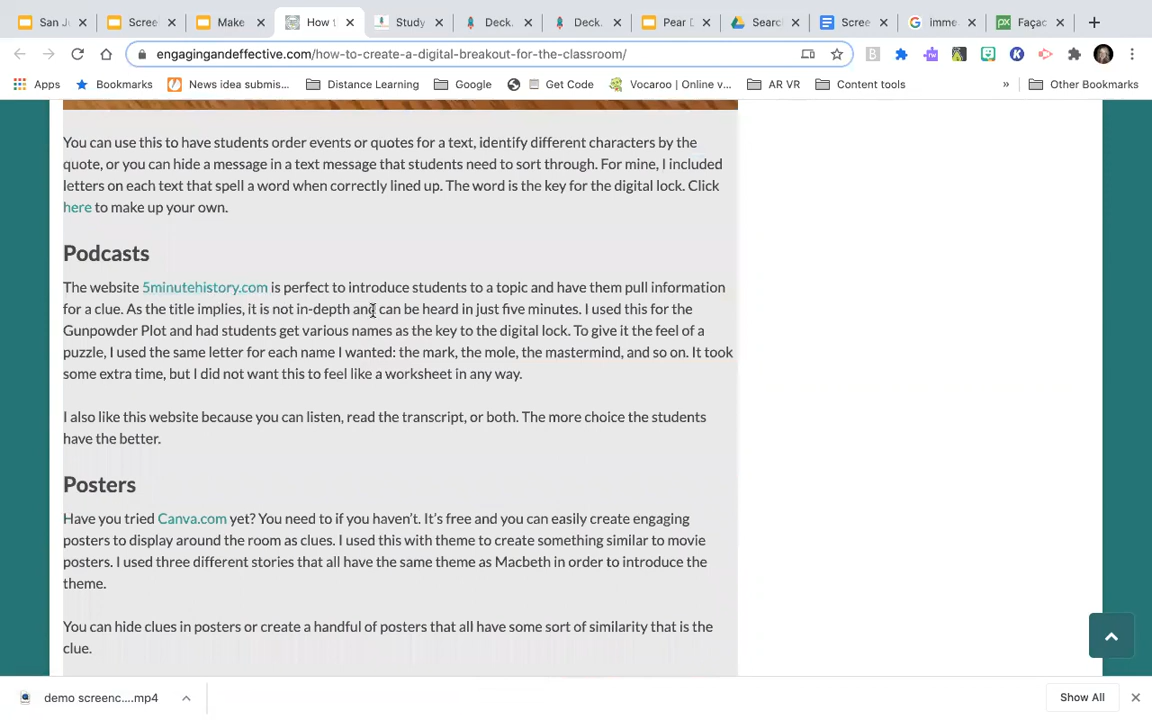 San J
Scree
Make
How t
Study
Deck.
Deck.
Pear D
Searc
Scree
imme
Façac
engagingandeffective.com/how-to-create-a-digital-breakout-for-the-classroom/
Apps
Bookmarks
News idea submis...
Distance Learning
Google
Get Code
Vocaroo | Online v...
AR VR
Content tools
»
Other Bookmarks
You can use this to have students order events or quotes for a text, identify different characters by the
quote, or you can hide a message in a text message that students need to sort through. For mine, I included
letters on each text that spell a word when correctly lined up. The word is the key for the digital lock. Click
here to make up your own.
Podcasts
The website 5minutehistory.com is perfect to introduce students to a topic and have them pull information
for a clue. As the title implies, it is not in-depth and can be heard in just five minutes. I used this for the
Gunpowder Plot and had students get various names as the key to the digital lock. To give it the feel of a
puzzle, I used the same letter for each name I wanted: the mark, the mole, the mastermind, and so on. It took
some extra time, but I did not want this to feel like a worksheet in any way.
I also like this website because you can listen, read the transcript, or both. The more choice the students
have the better.
Posters
Have you tried Canva.com yet? You need to if you haven't. It's free and you can easily create engaging
posters to display around the room as clues. I used this with theme to create something similar to movie
posters. I used three different stories that all have the same theme as Macbeth in order to introduce the
theme.
You can hide clues in posters or create a handful of posters that all have some sort of similarity that is the
clue.
demo screenc....mp4
Show All